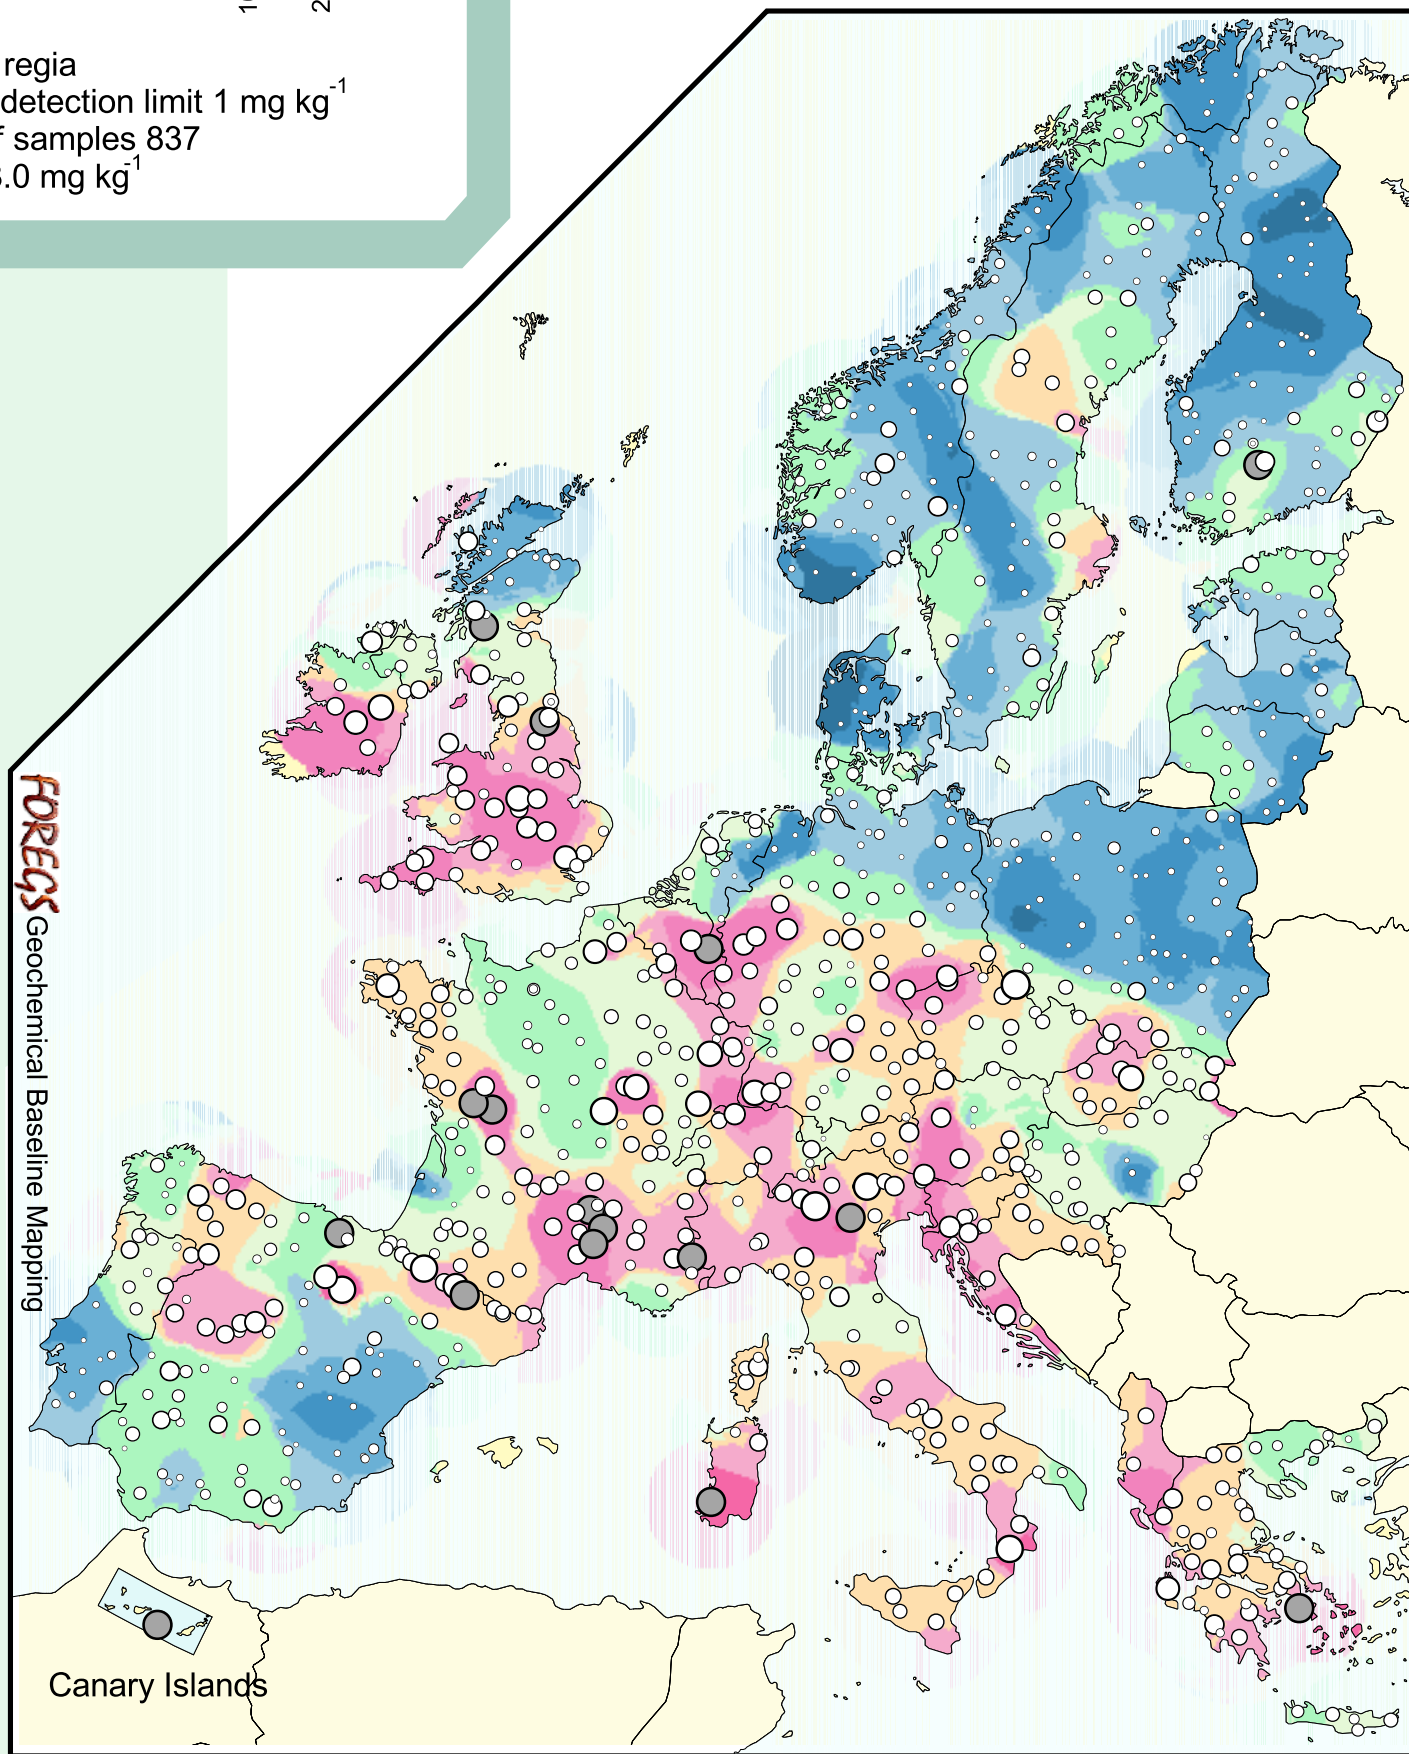 regia
detection limit 1 mg kg-1
samples 837
.0 mg kg-1
FOREGS Geochemical Baseline Mapping
Canary Islands